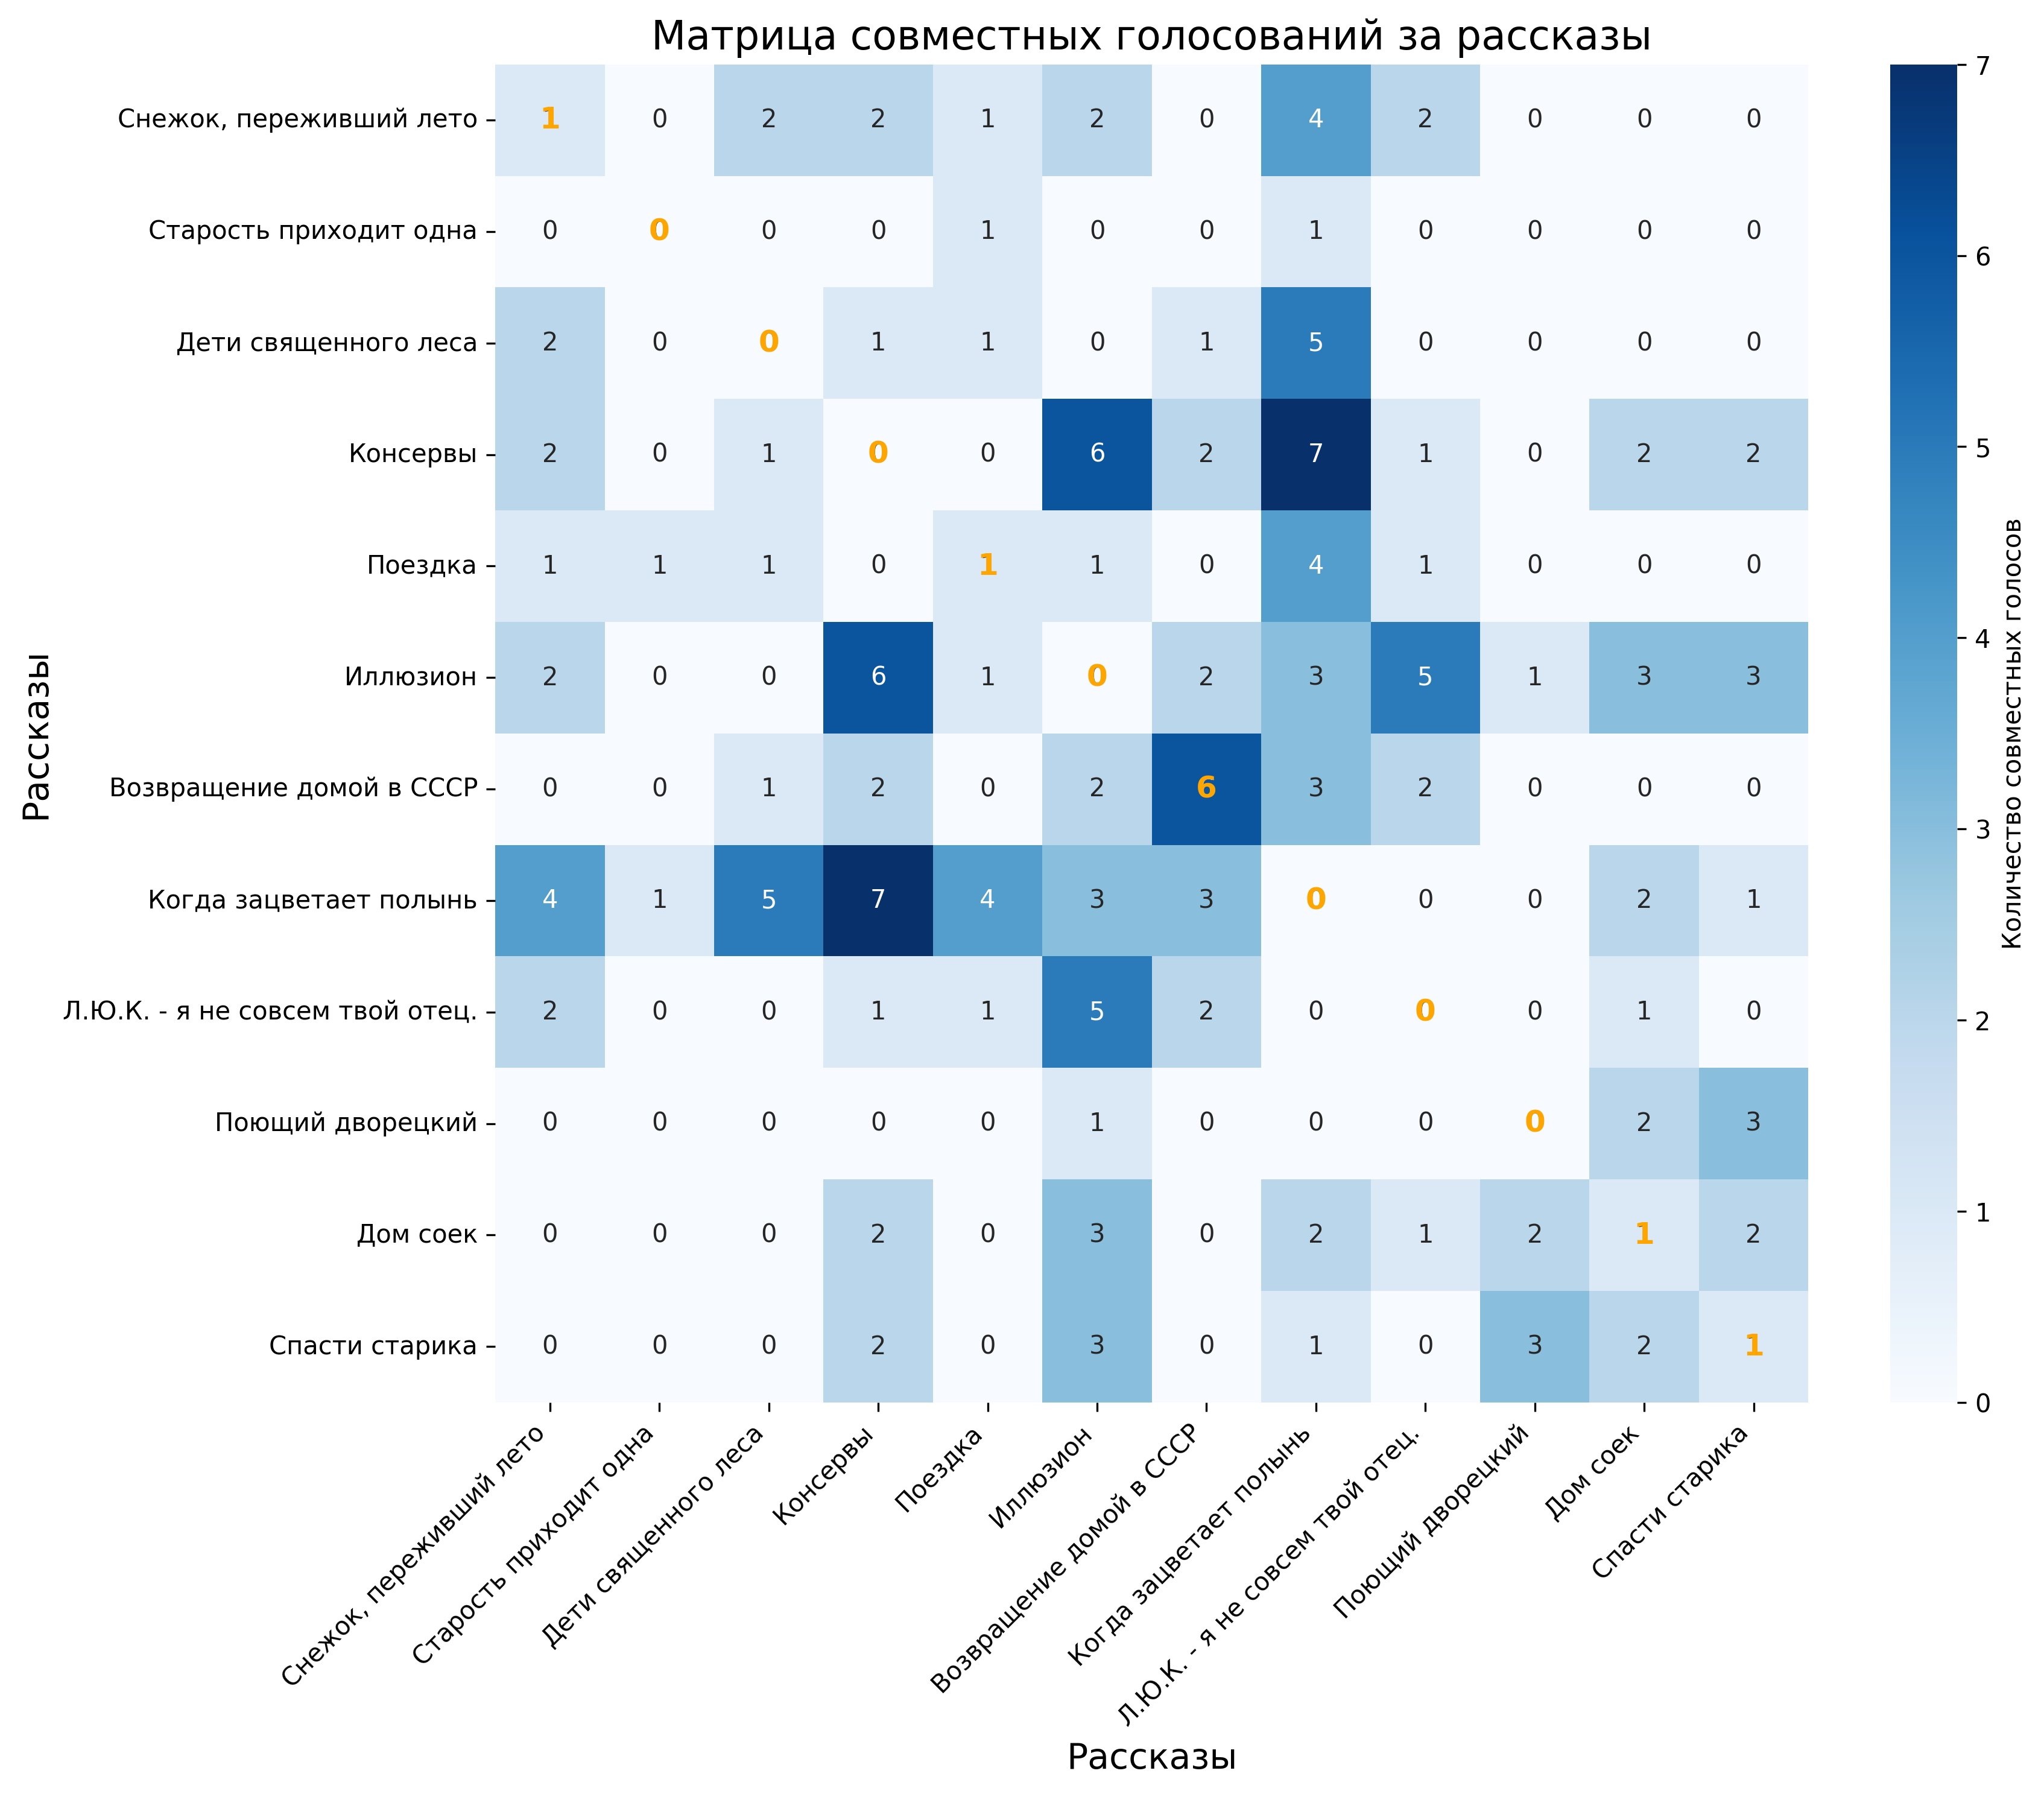 Матрица совместных голосований за рассказы
Снежок, переживший лето 1 0 2 2 1 2 0 4 2 0 0 0
Старость приходит одна 0 0 0 0 1 0 0 1 0 0 0 0
Дети священного леса 2 0 0 1 1 0 1 5 0 0 0 0
Консервы 2 0 1 0 0 6 2 7 1 0 2 2
Поездка 1 1 1 0 1 1 0 4 1 0 0 0
Иллюзион 2 0 0 6 1 0 2 3 5 1 3 3
Возвращение домой в СССР 0 0 1 2 0 2 6 3 2 0 0 0
Когда зацветает полынь 4 1 5 7 4 3 3 0 0 0 2 1
Л.Ю.К. - я не совсем твой отец. 2 0 0 1 1 5 2 0 0 0 1 0
Поющий дворецкий 0 0 0 0 0 1 0 0 0 0 2 3
Дом соек 0 0 0 2 0 3 0 2 1 2 1 2
Спасти старика 0 0 0 2 0 3 0 1 0 3 2 1
Рассказы
Снежок, переживший лето
Старость приходит одна
Дети священного леса
Консервы
Поездка
Иллюзион
Возвращение домой в СССР
Когда зацветает полынь
Л.Ю.К. - я не совсем твой отец.
Поющий дворецкий
Дом соек
Спасти старика
Рассказы
7
6
5
4
3
2
1
0
Количество совместных голосов